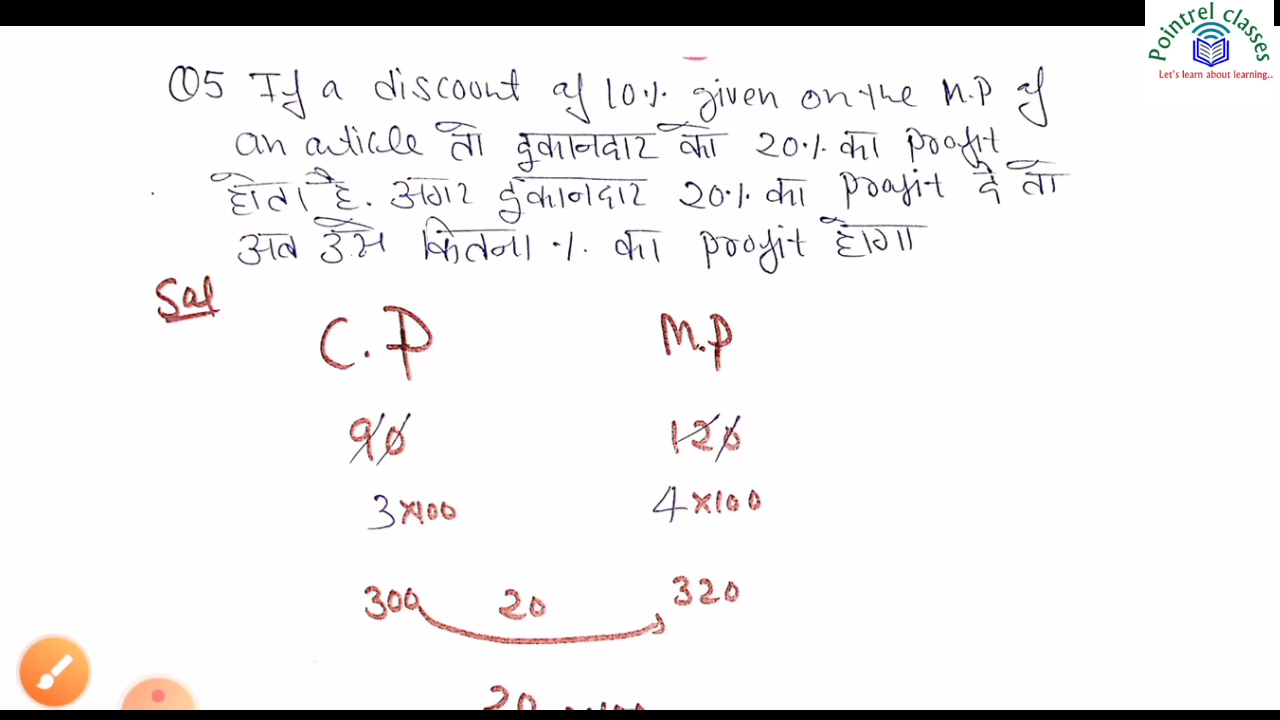 Pointrel classes
Let's learn about learning..
Q5 If a discount of 10% given on the M.P of
an article तो दुकानदार को 20% का profit
होता है. अगर दुकानदार 20% का profit दे तो
अब उसे कितना % का profit होगा
Sol
C.P M.P
90 120
3×100 4×100
300 20 320
20 ×100